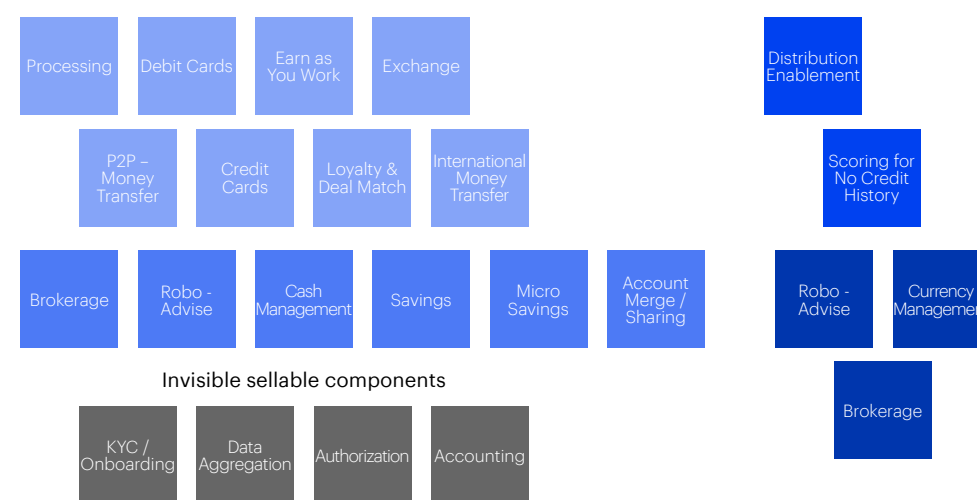 Processing
Debit Cards
Earn as
You Work
Exchange
Distribution
Enablement
P2P –
Money
Transfer
Credit
Cards
Loyalty &
Deal Match
International
Money
Transfer
Scoring for
No Credit
History
Brokerage
Robo -
Advise
Cash
Management
Savings
Micro
Savings
Account
Merge /
Sharing
Robo -
Advise
Currency
Brokerage
Invisible sellable components
KYC /
Onboarding
Data
Aggregation
Authorization
Accounting